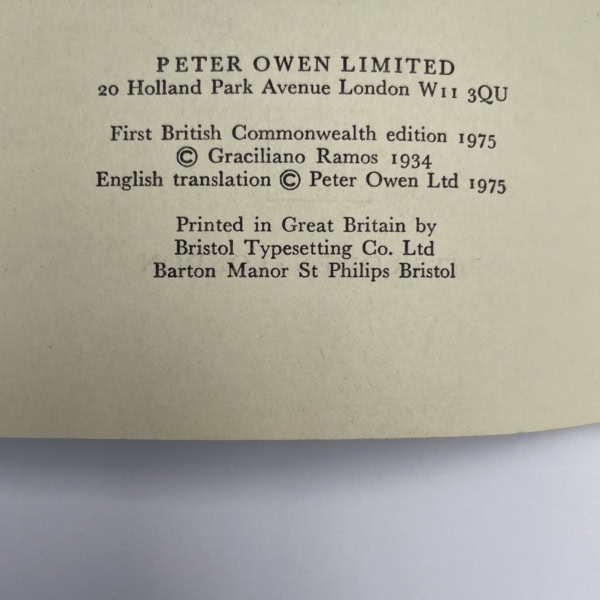 PETER OWEN LIMITED
20 Holland Park Avenue London W11 3QU
First British Commonwealth edition 1975
© Graciliano Ramos 1934
English translation © Peter Owen Ltd 1975
Printed in Great Britain by
Bristol Typesetting Co. Ltd
Barton Manor St Philips Bristol